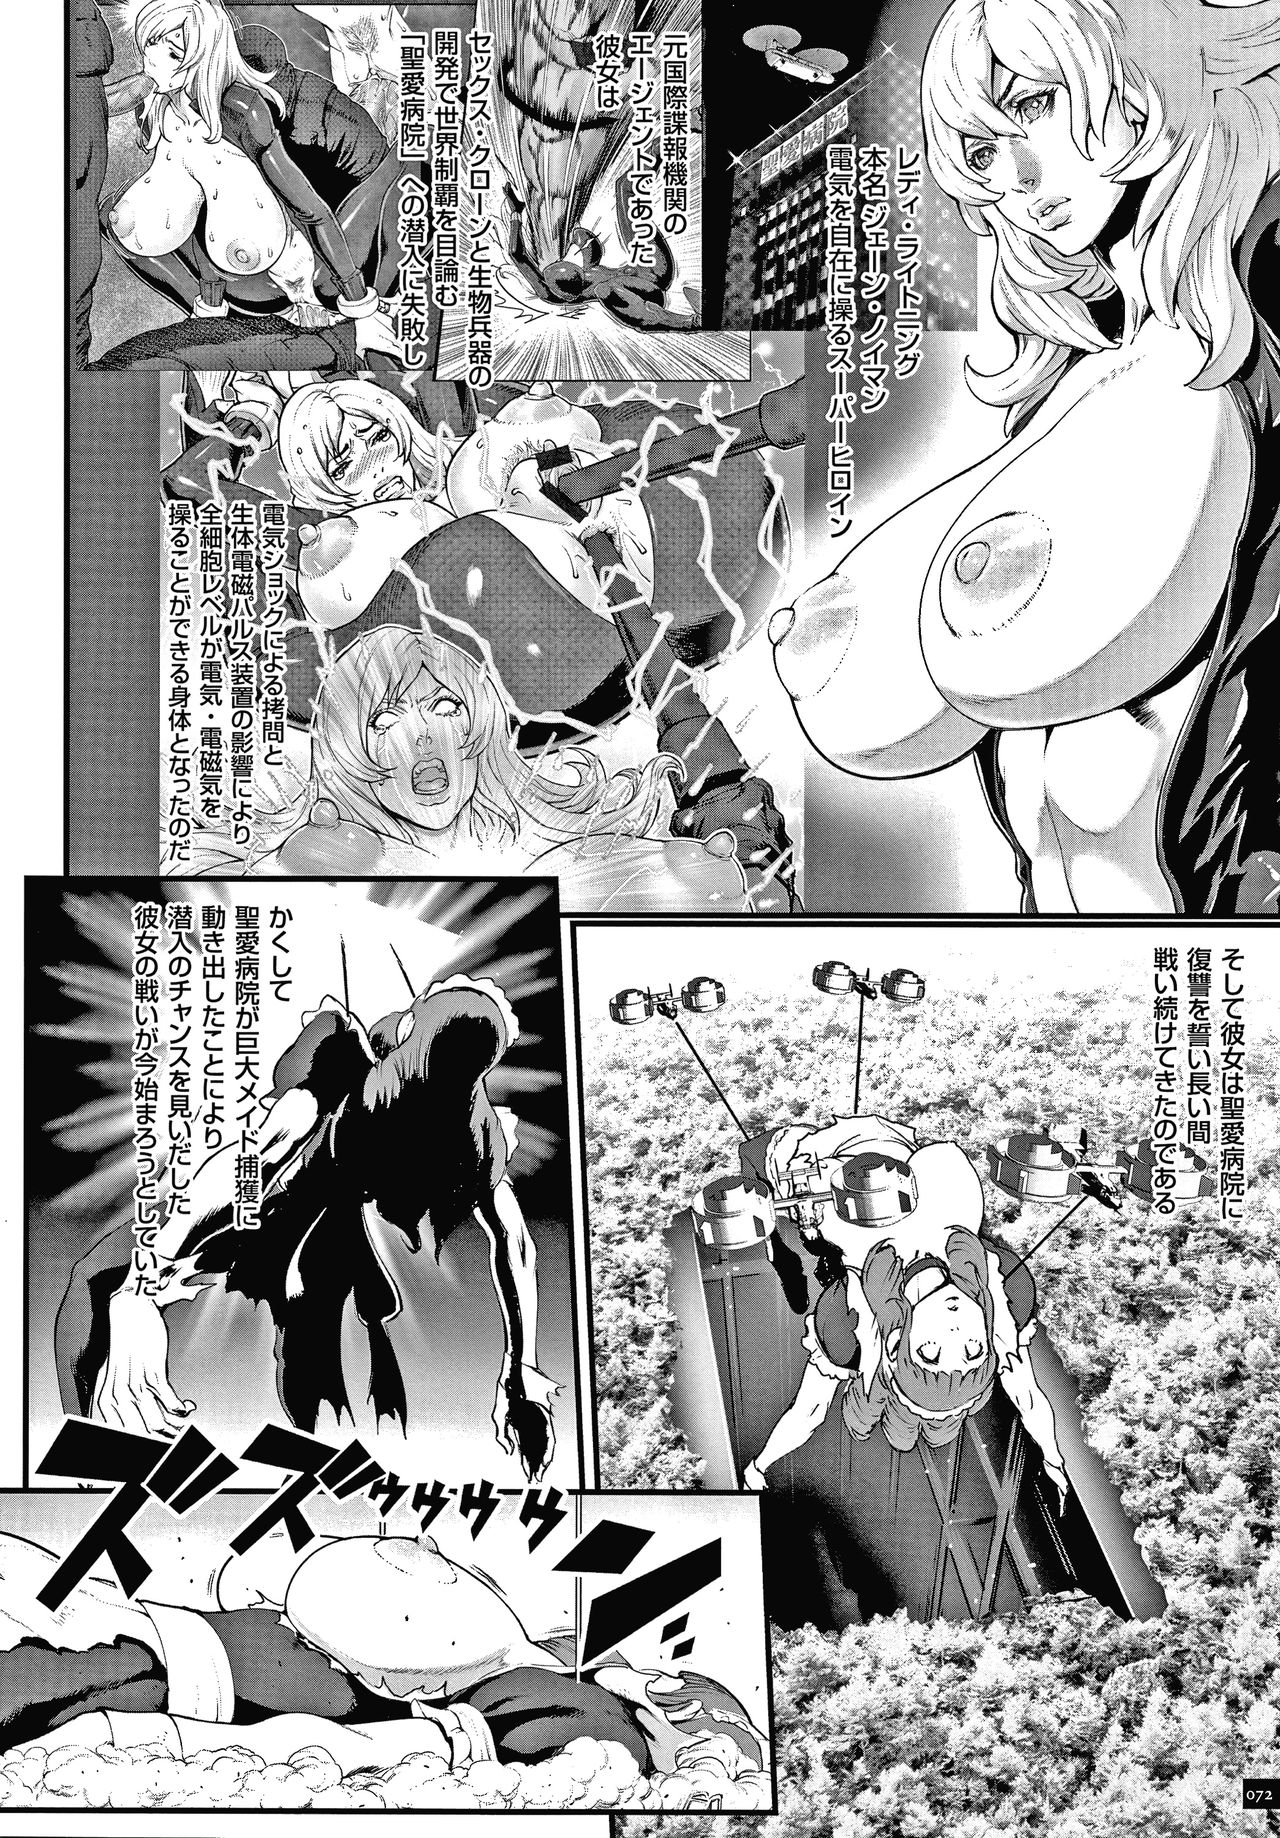 レディ・ライトニング
本名ジェーン・ノイマン
電気を自在に操るスーパーヒロイン
聖愛病院
元国際諜報機関の
エージェントであった
彼女は
セックス・クローンと生物兵器の
開発で世界制覇を目論む
「聖愛病院」への潜入に失敗し
電気ショックによる拷問と
生体電磁パルス装置の影響により
全細胞レベルが電気・電磁気を
操ることができる身体となったのだ
そして彼女は聖愛病院に
復讐を誓い長い間
戦い続けてきたのである
かくして
聖愛病院が巨大メイド捕獲に
動き出したことにより
潜入のチャンスを見いだした
彼女の戦いが今始まろうとしていた
ズズゥゥゥゥン
072